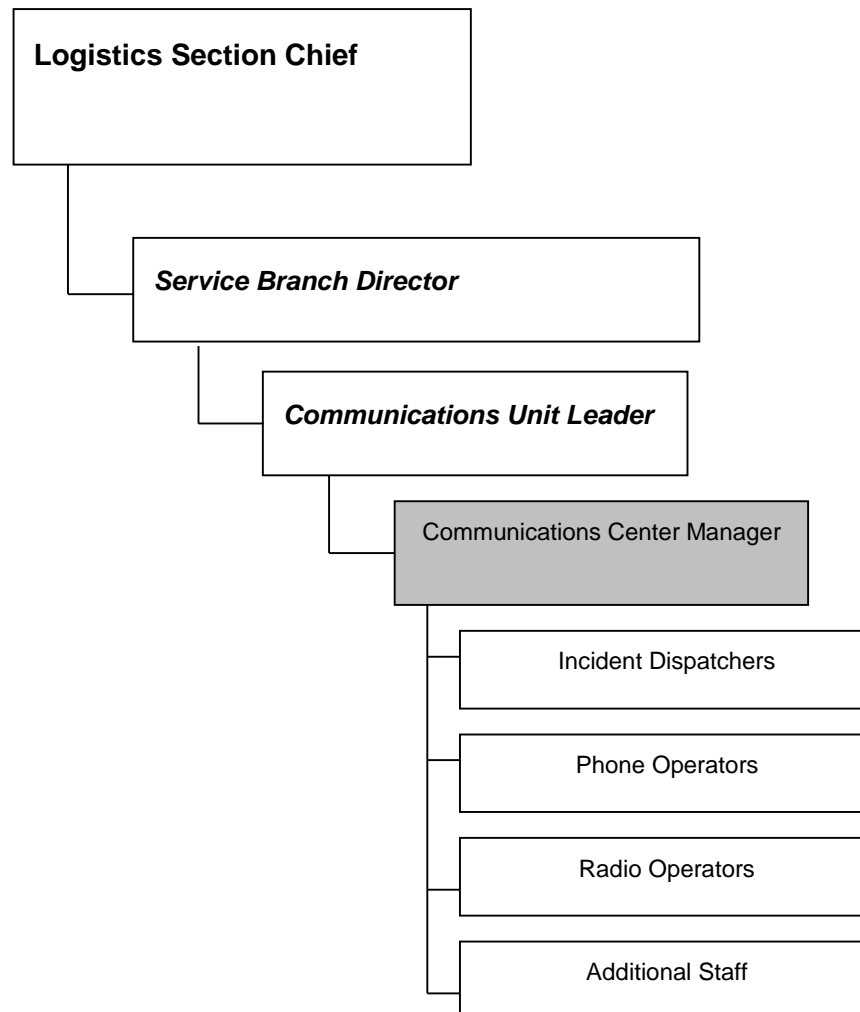 Logistics Section Chief
Service Branch Director
Communications Unit Leader
Communications Center Manager
Incident Dispatchers
Phone Operators
Radio Operators
Additional Staff